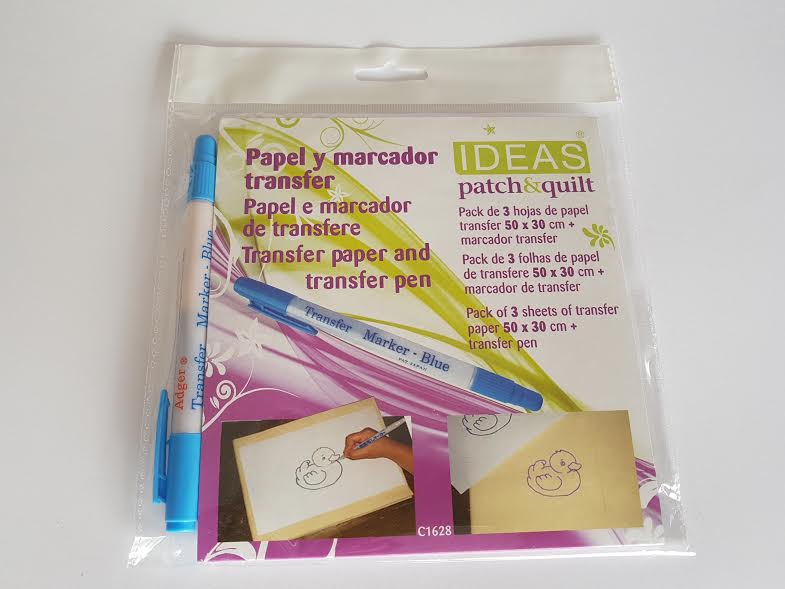 Papel y marcador
transfer
Papel e marcador
de transfere
Transfer paper and
transfer pen
IDEAS®
patch&quilt
Pack de 3 hojas de papel
transfer 50 x 30 cm +
marcador transfer
Pack de 3 folhas de papel
de transfere 50 x 30 cm +
marcador de transfer
Pack of 3 sheets of transfer
paper 50 x 30 cm +
transfer pen
Transfer Marker - Blue
PAT. JAPAN
Adger ®
Transfer Marker - Blue
C1628